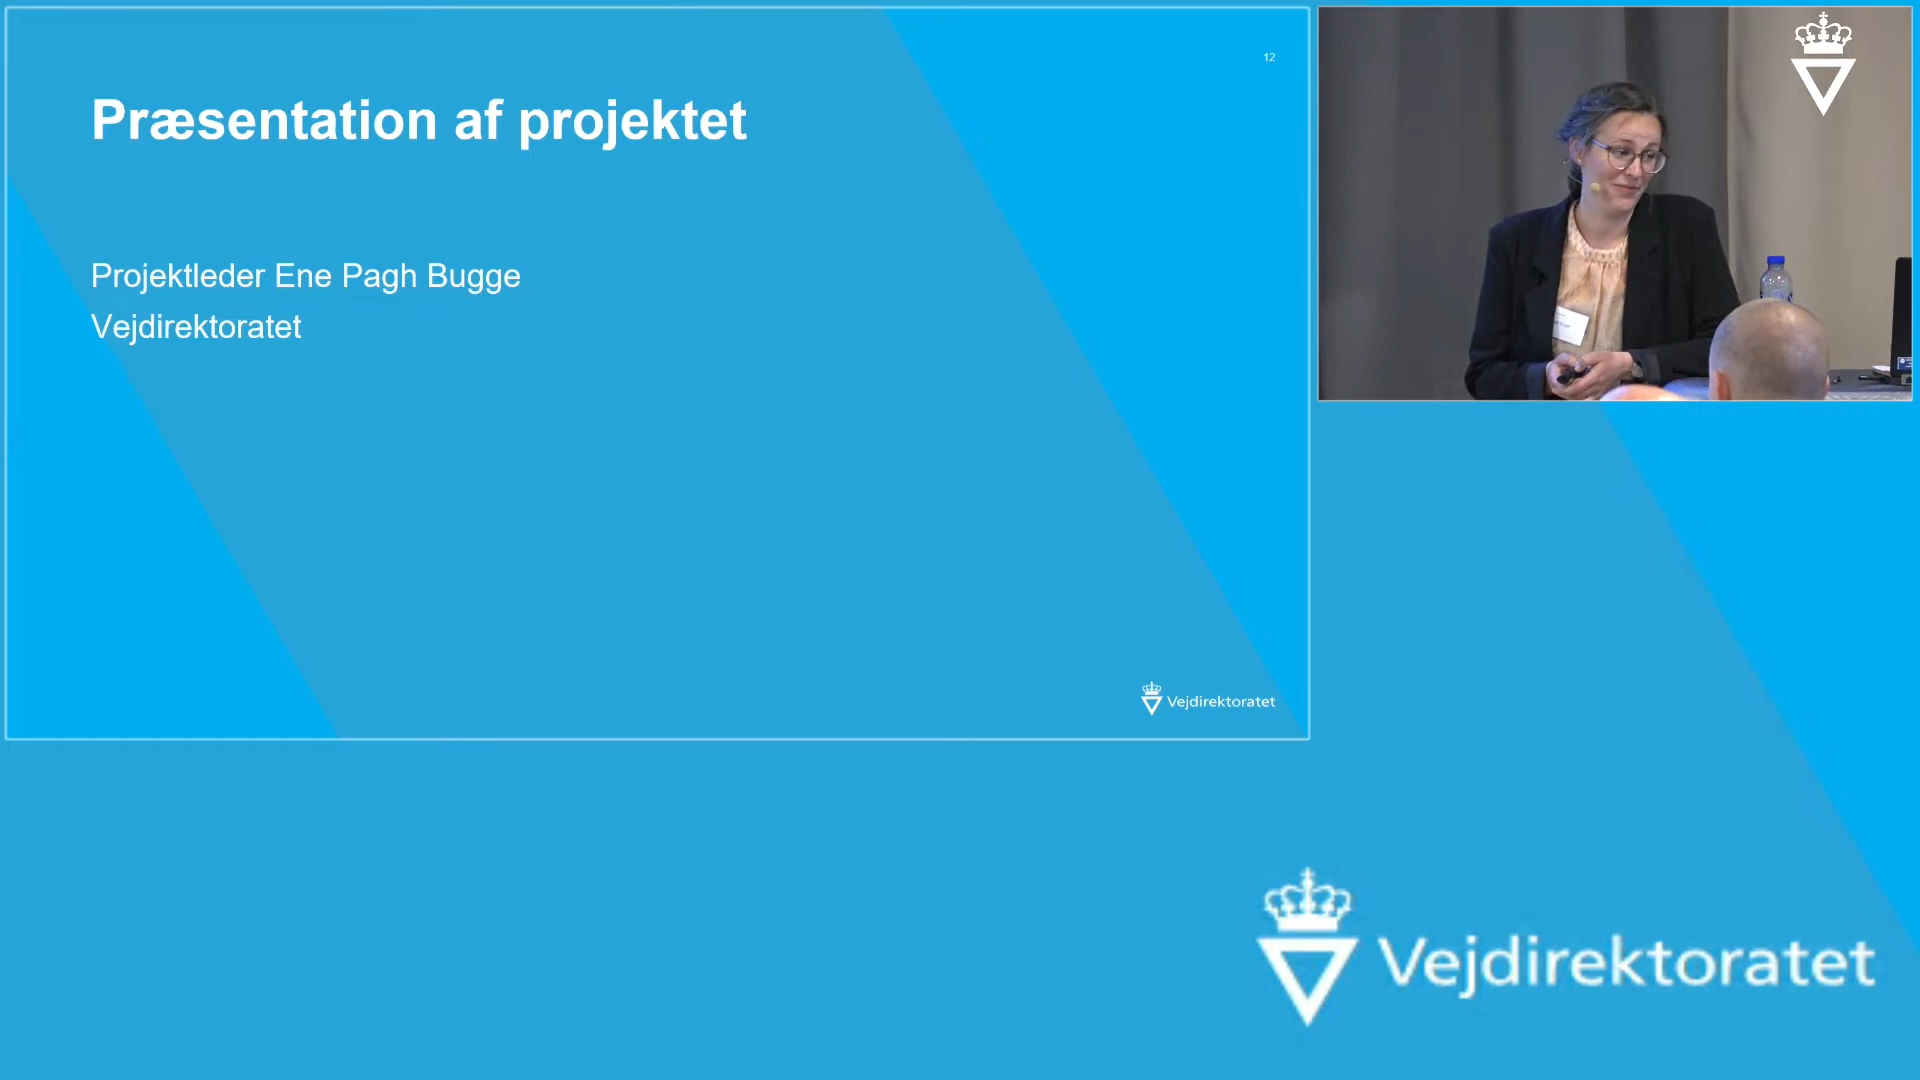 12
Præsentation af projektet
Projektleder Ene Pagh Bugge
Vejdirektoratet
Vejdirektoratet
Vejdirektoratet